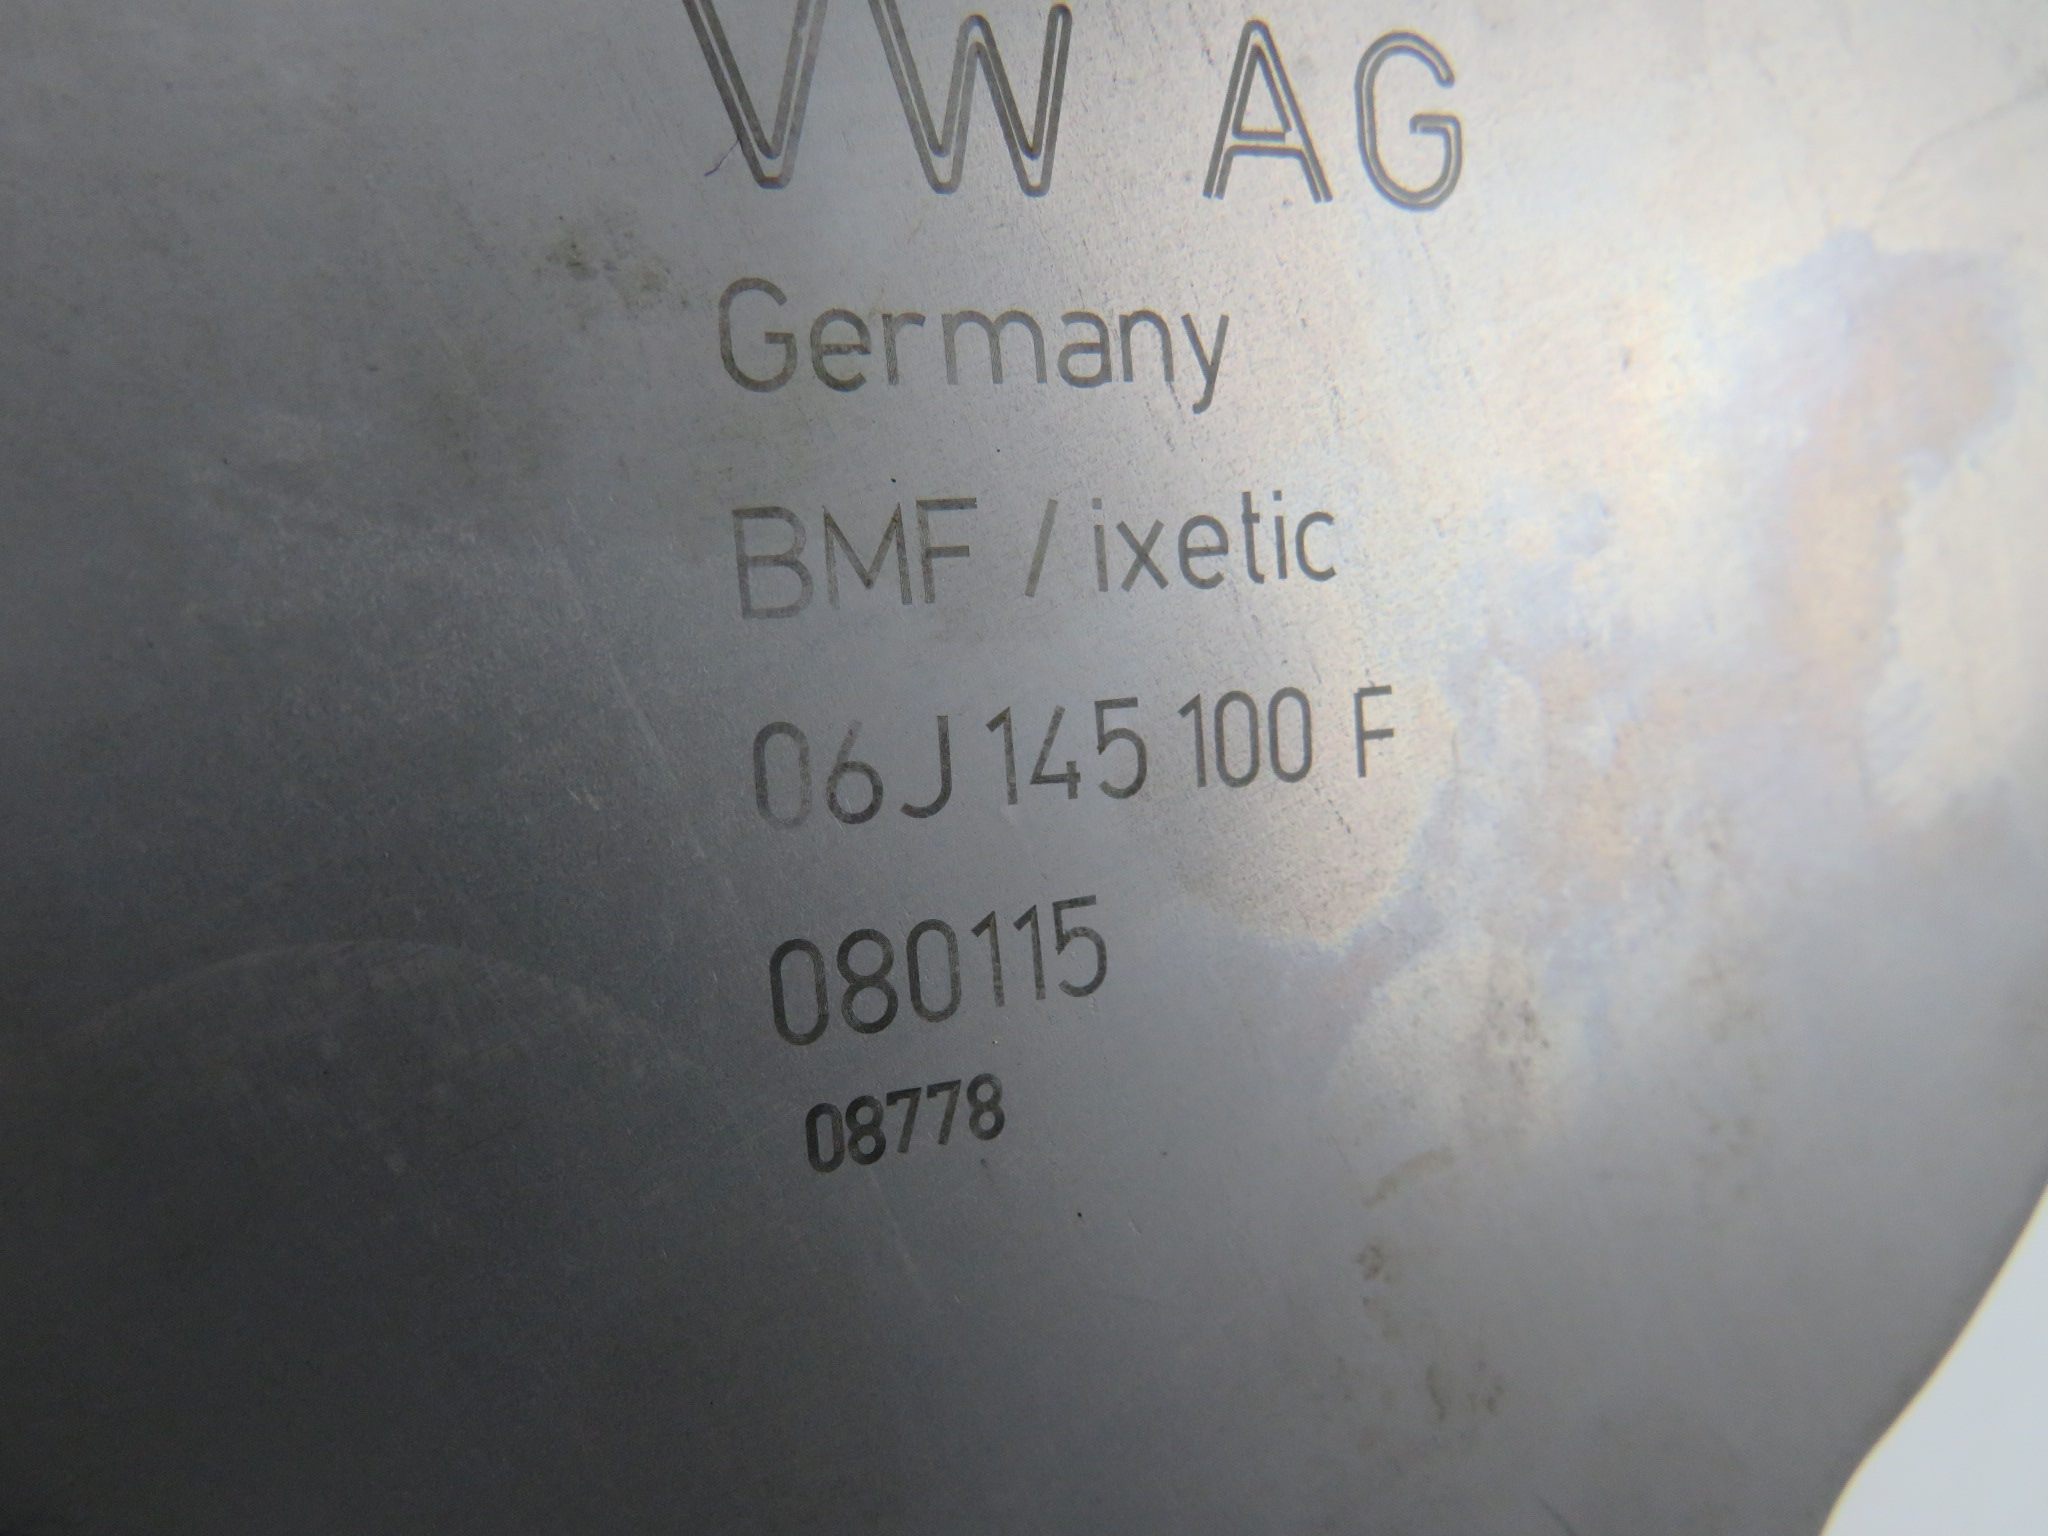 VW AG
Germany
BMF / ixetic
06J 145 100 F
080115
08778